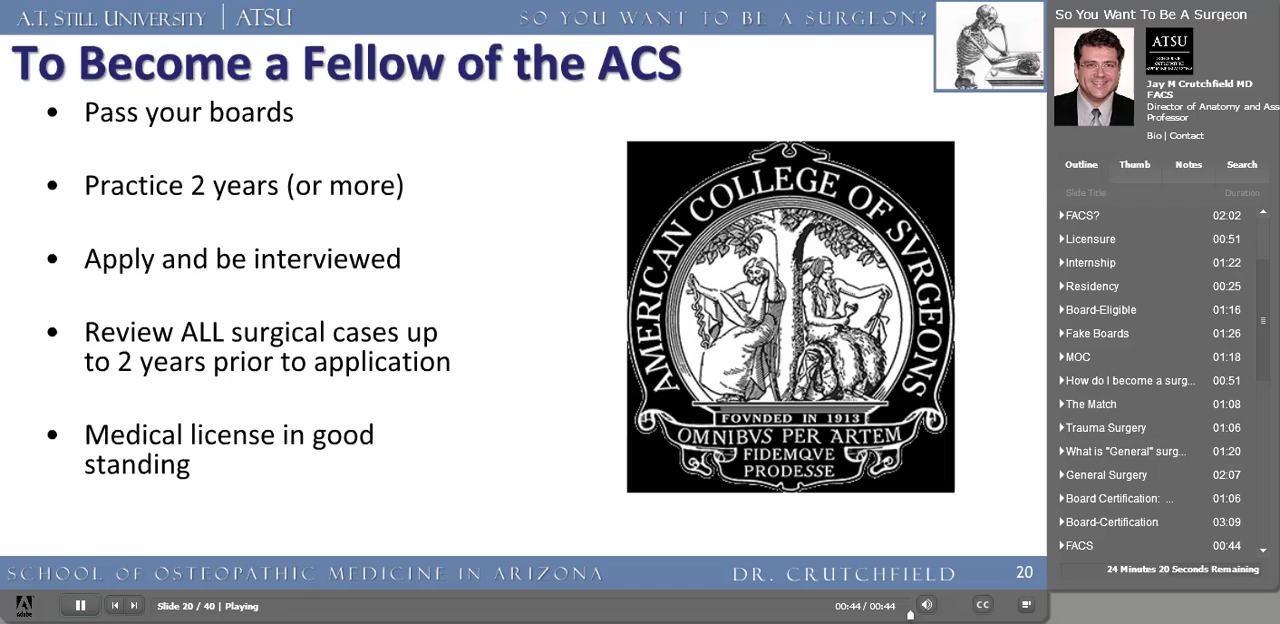 A.T. STILL UNIVERSITY | ATSU
SO YOU WANT TO BE A SURGEON?
To Become a Fellow of the ACS
• Pass your boards
• Practice 2 years (or more)
• Apply and be interviewed
• Review ALL surgical cases up
to 2 years prior to application
• Medical license in good
standing
AMERICAN COLLEGE OF SVRGEONS
FOVNDED IN 1913
OMNIBVS PER ARTEM
FIDEMQVE
PRODESSE
SCHOOL OF OSTEOPATHIC MEDICINE IN ARIZONA
DR. CRUTCHFIELD
20
So You Want To Be A Surgeon
ATSU
Jay M Crutchfield MD
FACS
Director of Anatomy and Ass
Professor
Bio | Contact
Outline Thumb Notes Search
Slide Title Duration
FACS? 02:02
Licensure 00:51
Internship 01:22
Residency 00:25
Board-Eligible 01:16
Fake Boards 01:26
MOC 01:18
How do I become a surg... 00:51
The Match 01:08
Trauma Surgery 01:06
What is "General" surg... 01:20
General Surgery 02:07
Board Certification: ... 01:06
Board-Certification 03:09
FACS 00:44
24 Minutes 20 Seconds Remaining
Adobe
Slide 20 / 40 | Playing
00:44 / 00:44
CC